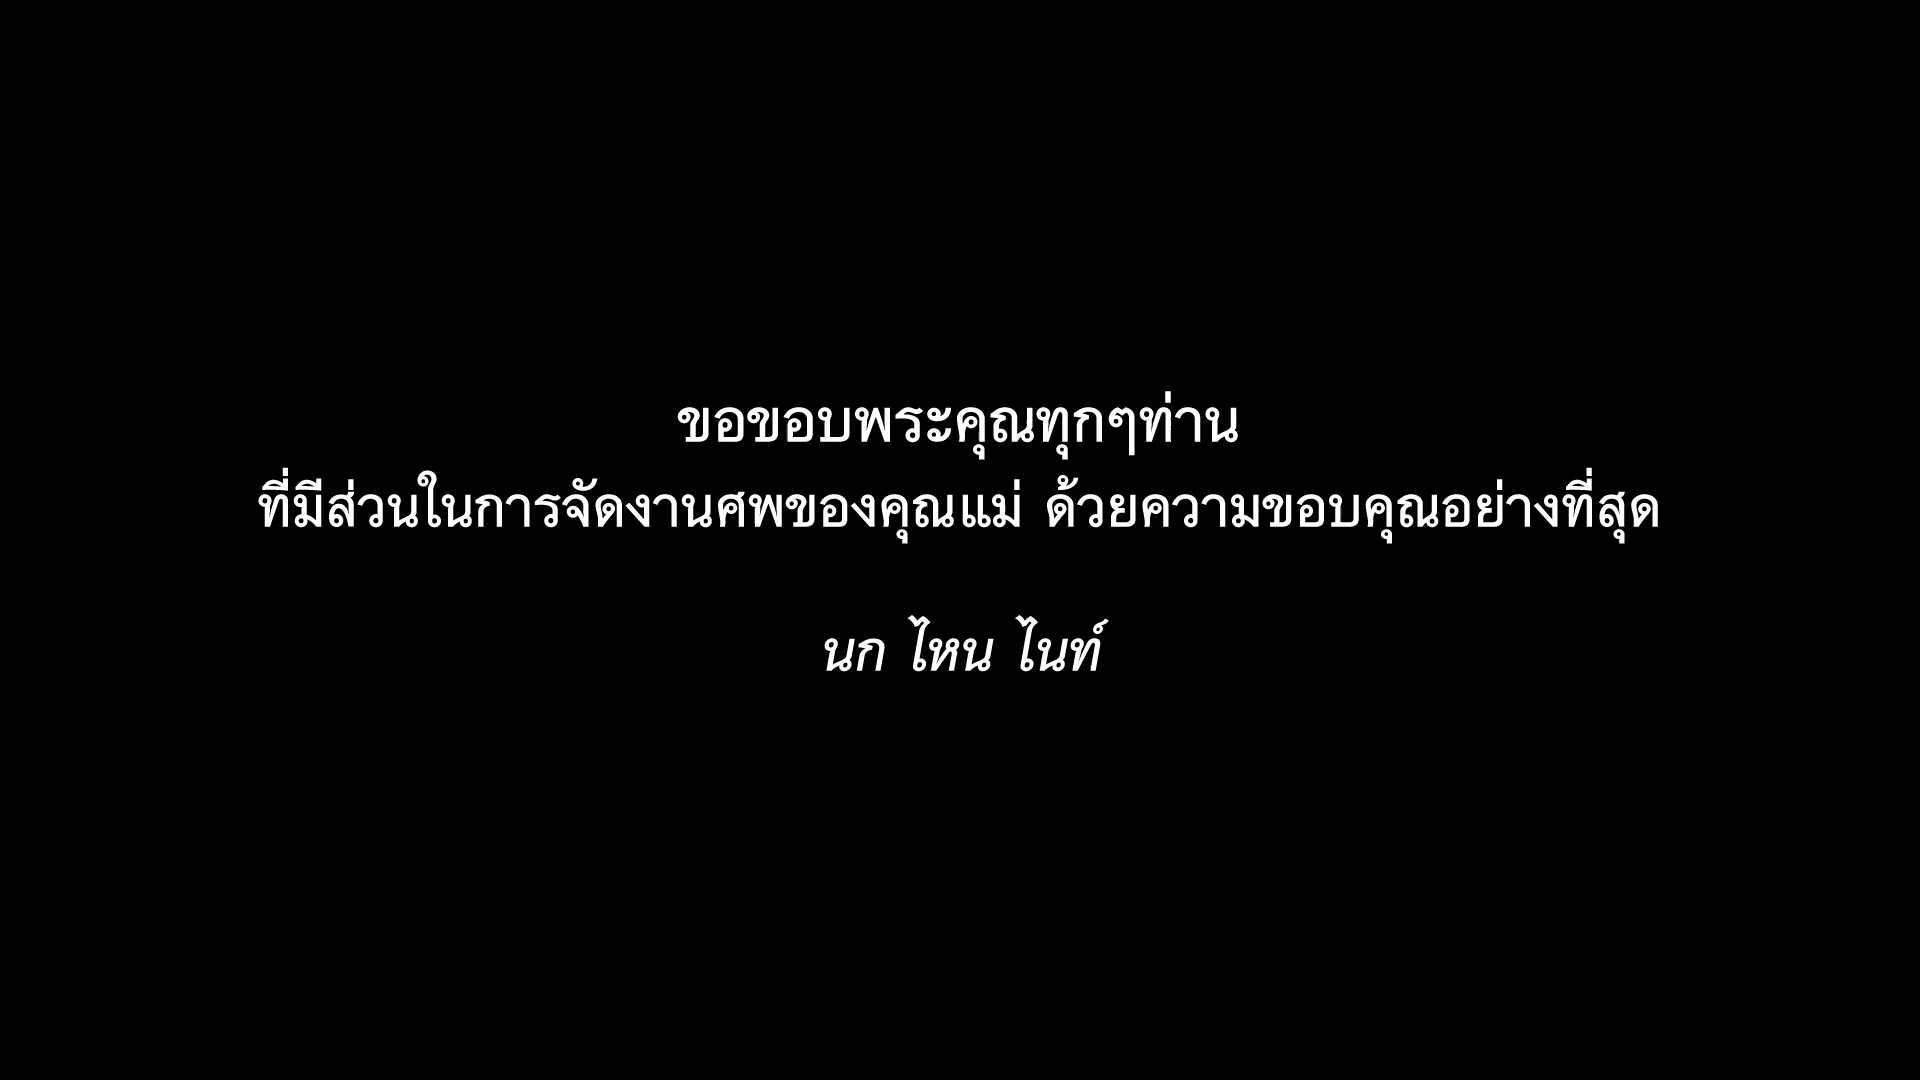 ขอขอบพระคุณทุกๆท่าน
ที่มีส่วนในการจัดงานศพของคุณแม่ ด้วยความขอบคุณอย่างที่สุด
นก ไหน ไนท์